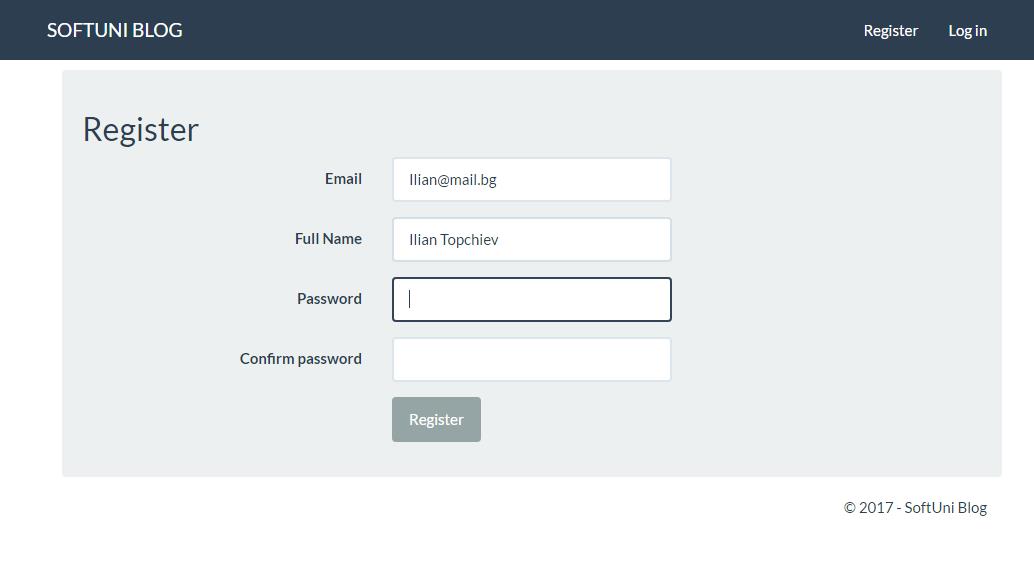 SOFTUNI BLOG Register Log in
Register
Email Ilian@mail.bg
Full Name Ilian Topchiev
Password
Confirm password
Register
© 2017 - SoftUni Blog